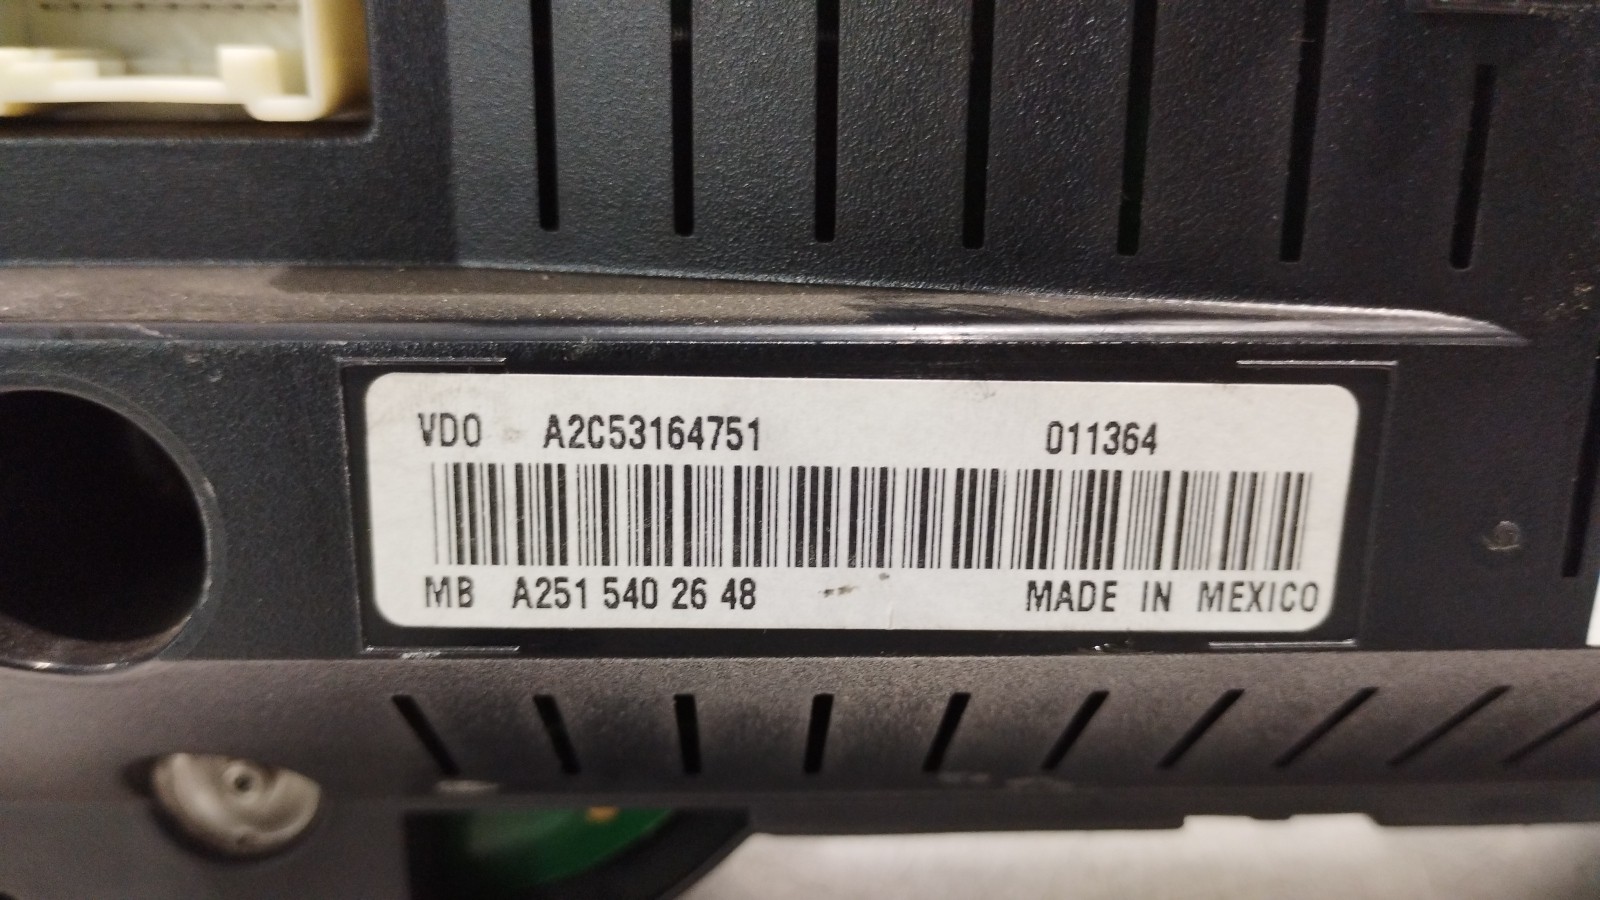 VDO A2C53164751 011364
MB A251 540 26 48 MADE IN MEXICO